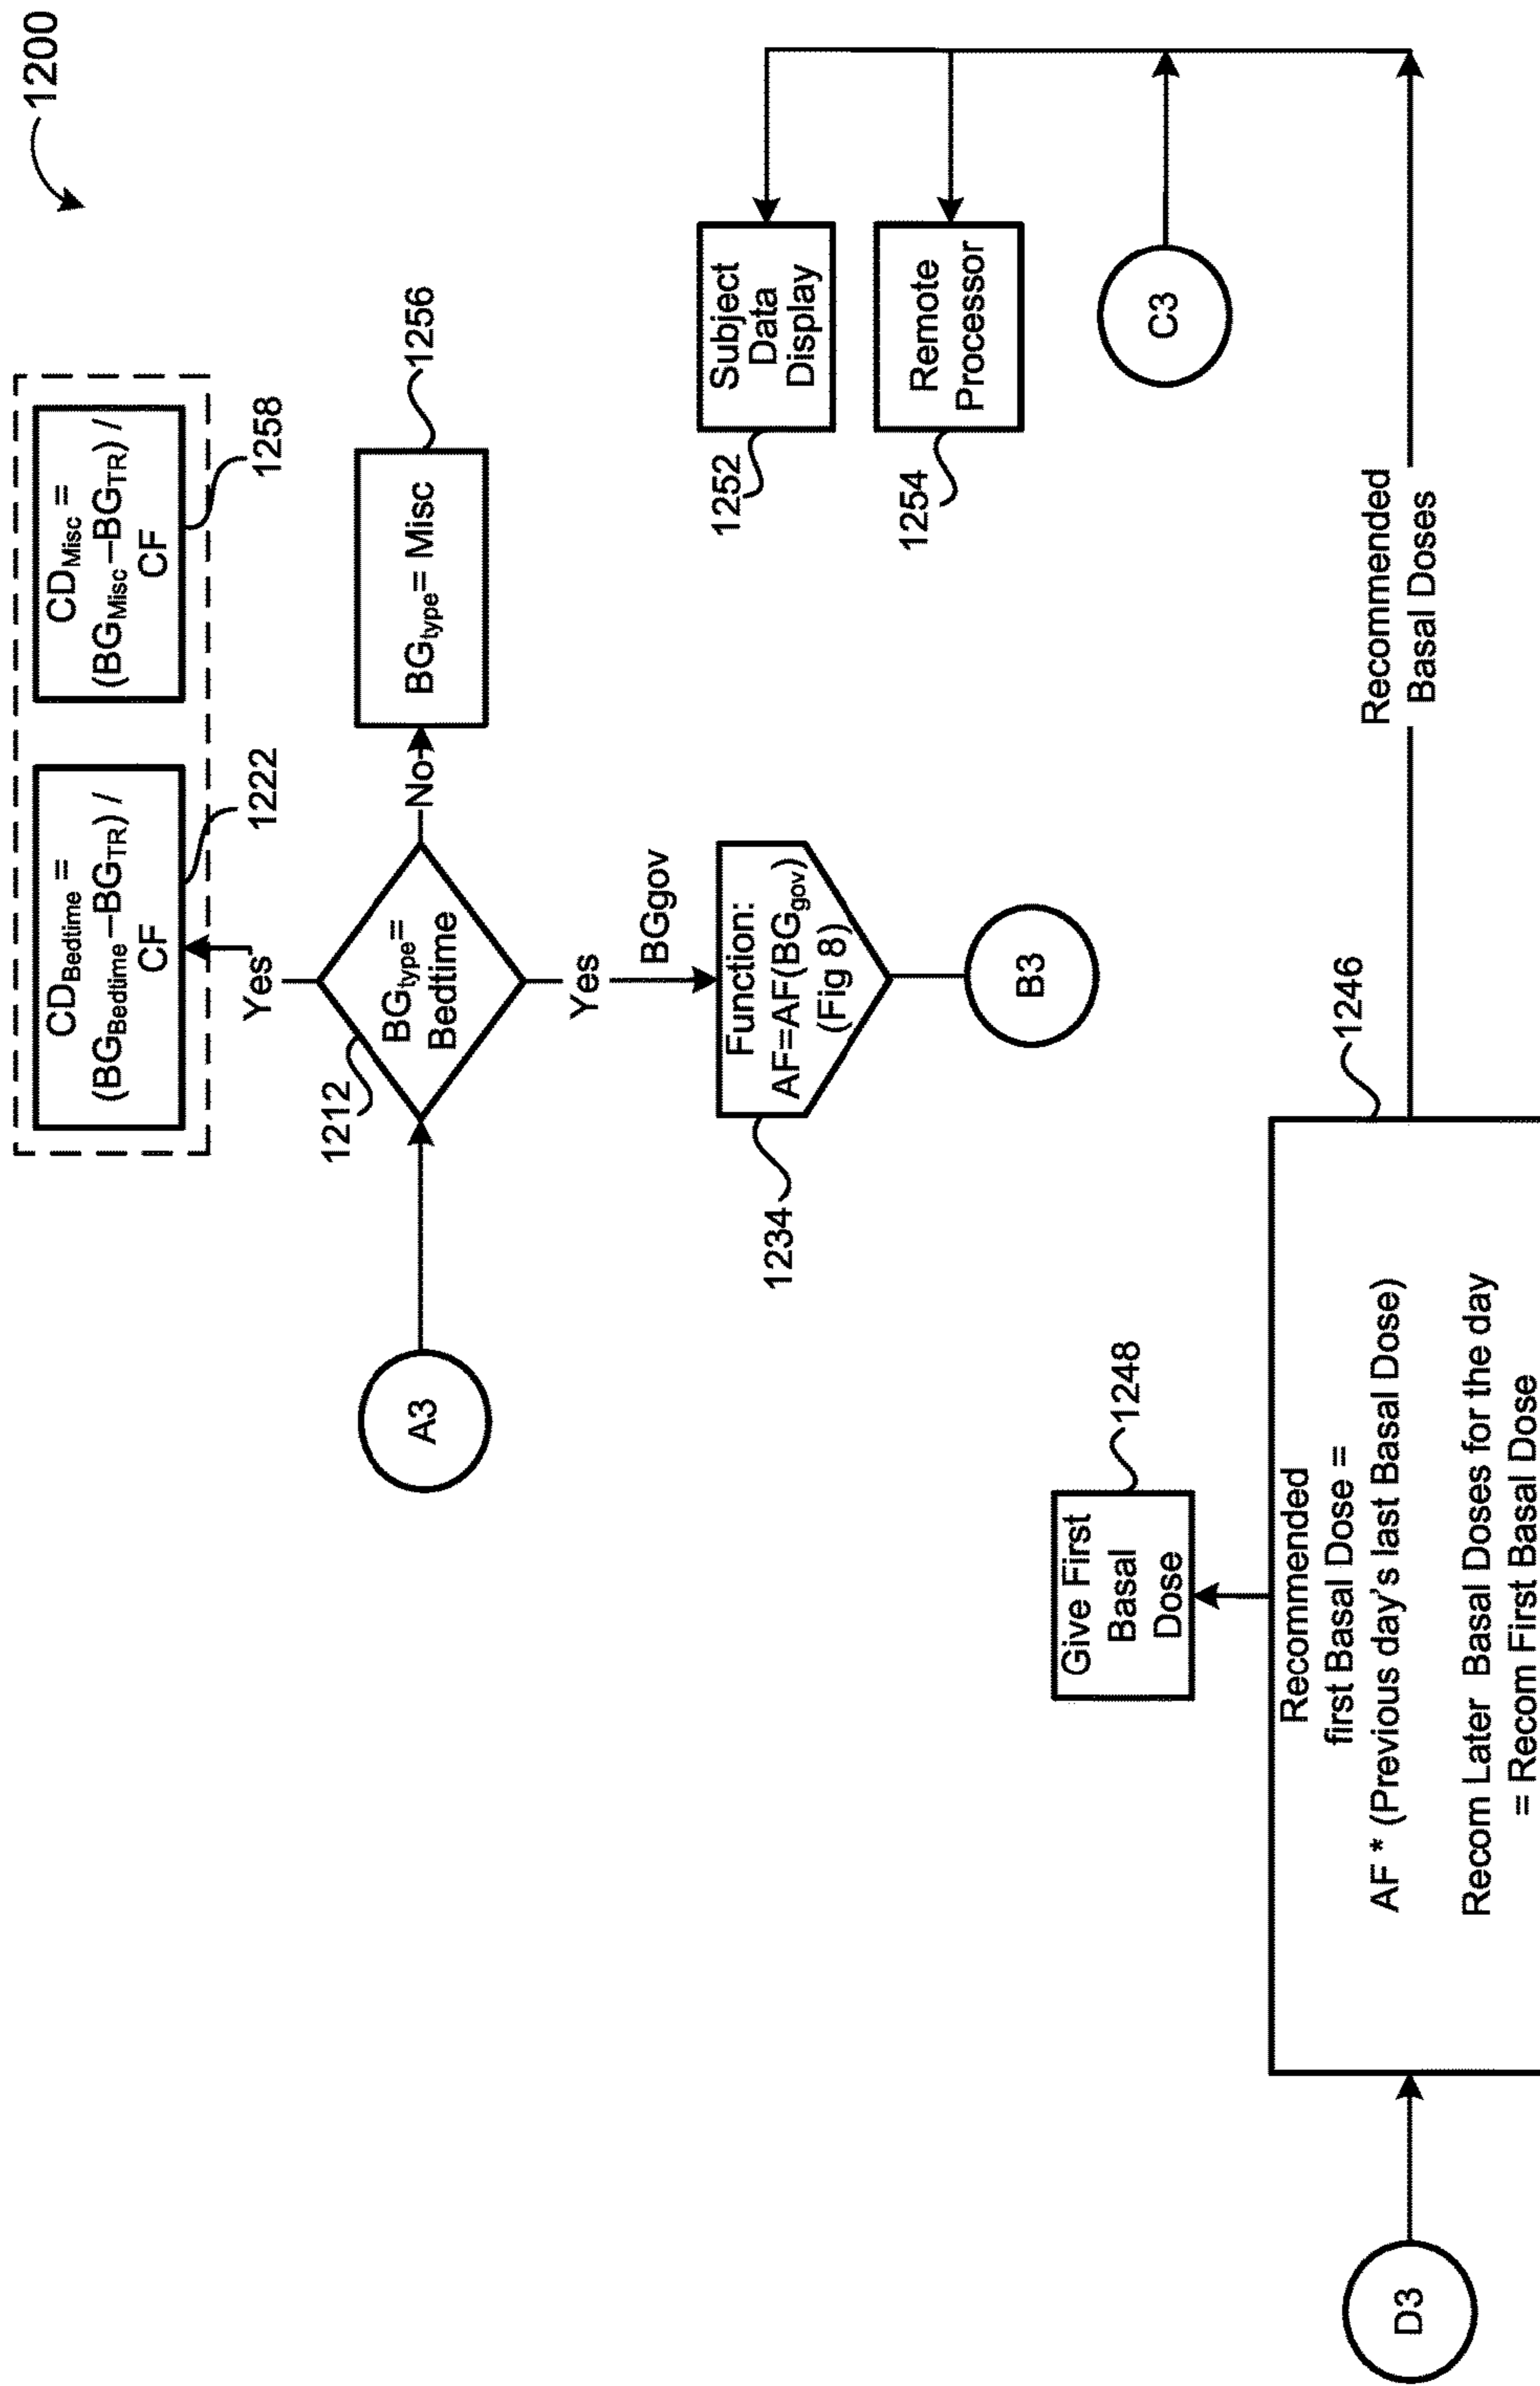 1200
CD_Bedtime =
(BG_Bedtime–BG_TR) /
CF
1222
CD_Misc =
(BG_Misc–BG_TR) /
CF
1258
Yes
A3
1212
BG_type=
Bedtime
No
BG_type= Misc
1256
Yes
BGgov
1234
Function:
AF=AF(BG_gov)
(Fig 8)
B3
1252
Subject
Data
Display
1254
Remote
Processor
C3
1248
Give First
Basal
Dose
1246
D3
Recommended
first Basal Dose =
AF * (Previous day's last Basal Dose)
Recom Later Basal Doses for the day
= Recom First Basal Dose
Recommended
Basal Doses